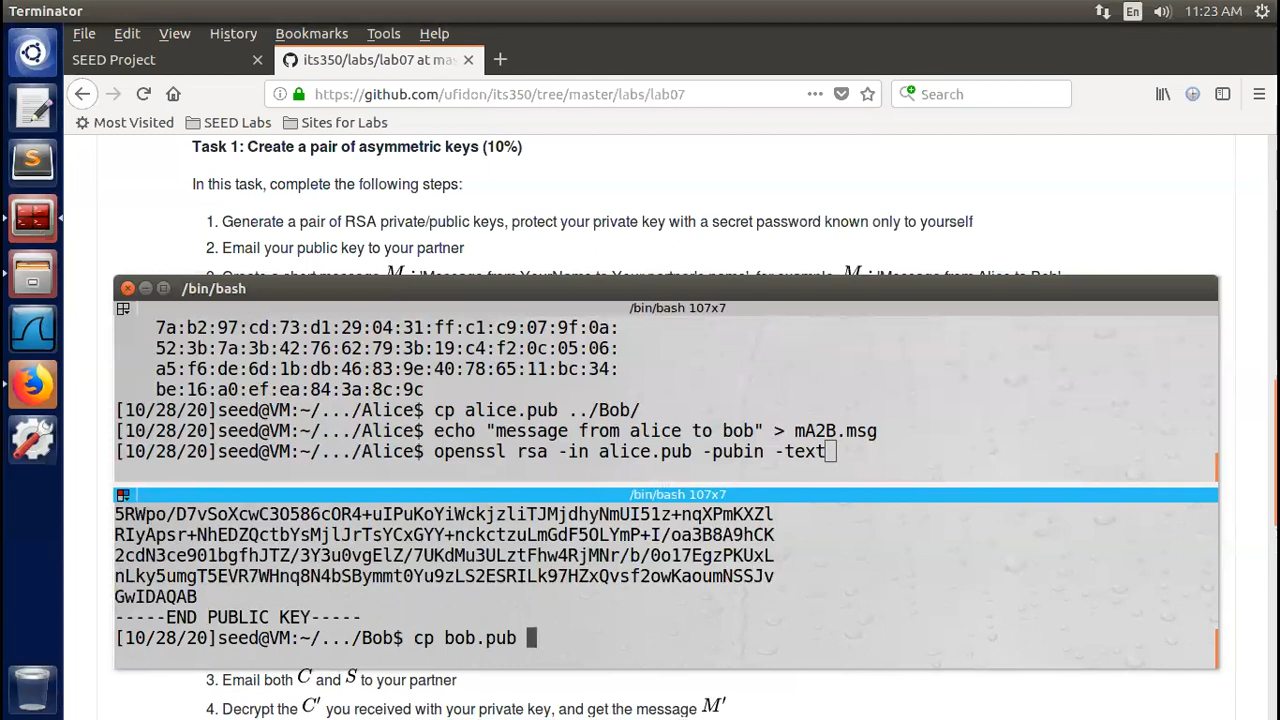 Terminator
En
11:23 AM
File Edit View History Bookmarks Tools Help
SEED Project
its350/labs/lab07 at mas
https://github.com/ufidon/its350/tree/master/labs/lab07
Search
Most Visited SEED Labs Sites for Labs
Task 1: Create a pair of asymmetric keys (10%)
In this task, complete the following steps:
1. Generate a pair of RSA private/public keys, protect your private key with a secret password known only to yourself
2. Email your public key to your partner
/bin/bash
/bin/bash 107x7
7a:b2:97:cd:73:d1:29:04:31:ff:c1:c9:07:9f:0a:
52:3b:7a:3b:42:76:62:79:3b:19:c4:f2:0c:05:06:
a5:f6:de:6d:1b:db:46:83:9e:40:78:65:11:bc:34:
be:16:a0:ef:ea:84:3a:8c:9c
[10/28/20]seed@VM:~/.../Alice$ cp alice.pub ../Bob/
[10/28/20]seed@VM:~/.../Alice$ echo "message from alice to bob" > mA2B.msg
[10/28/20]seed@VM:~/.../Alice$ openssl rsa -in alice.pub -pubin -text
/bin/bash 107x7
5RWpo/D7vSoXcwC3O586cOR4+uIPuKoYiWckjzliTJMjdhyNmUI51z+nqXPmKXZl
RIyApsr+NhEDZQctbYsMjlJrTsYCxGYY+nckctzuLmGdF5OLYmP+I/oa3B8A9hCK
2cdN3ce901bgfhJTZ/3Y3u0vgElZ/7UKdMu3ULztFhw4RjMNr/b/0o17EgzPKUxL
nLky5umgT5EVR7WHnq8N4bSBymmt0Yu9zLS2ESRILk97HZxQvsf2owKaoumNSSJv
GwIDAQAB
-----END PUBLIC KEY-----
[10/28/20]seed@VM:~/.../Bob$ cp bob.pub
3. Email both C and S to your partner
4. Decrypt the C′ you received with your private key, and get the message M′